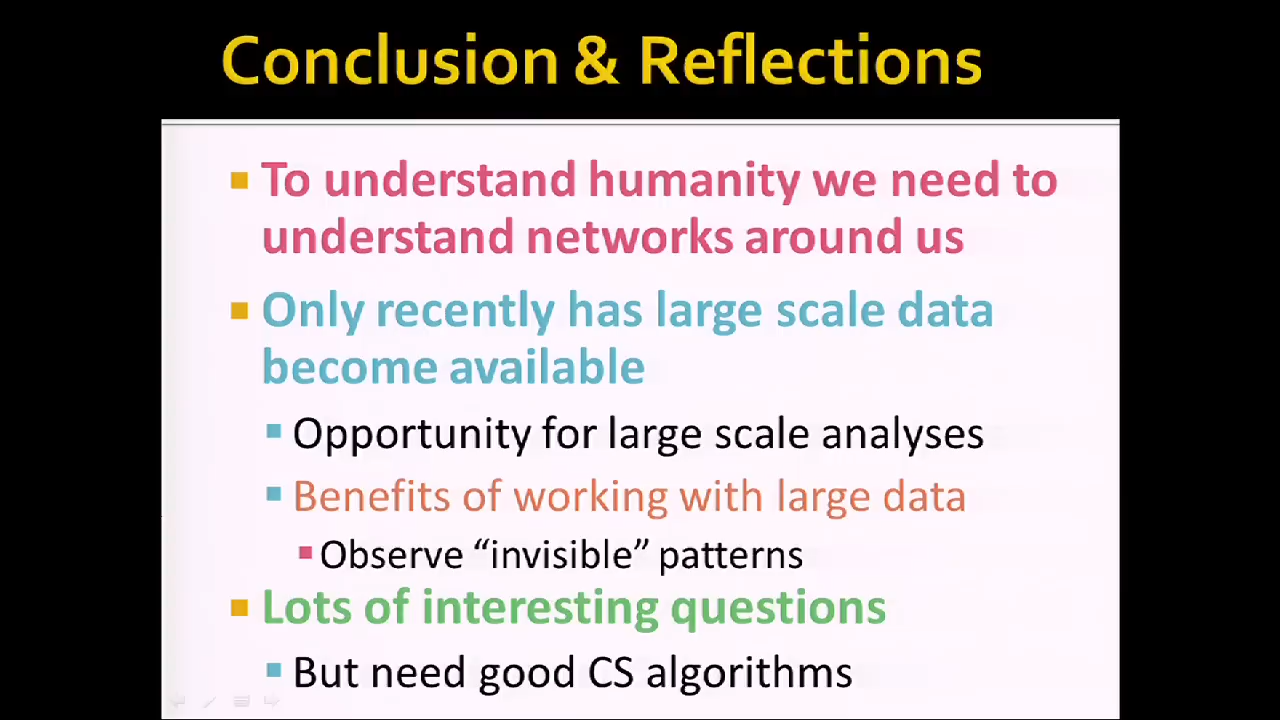 Conclusion & Reflections
To understand humanity we need to
understand networks around us
Only recently has large scale data
become available
Opportunity for large scale analyses
Benefits of working with large data
Observe “invisible” patterns
Lots of interesting questions
But need good CS algorithms